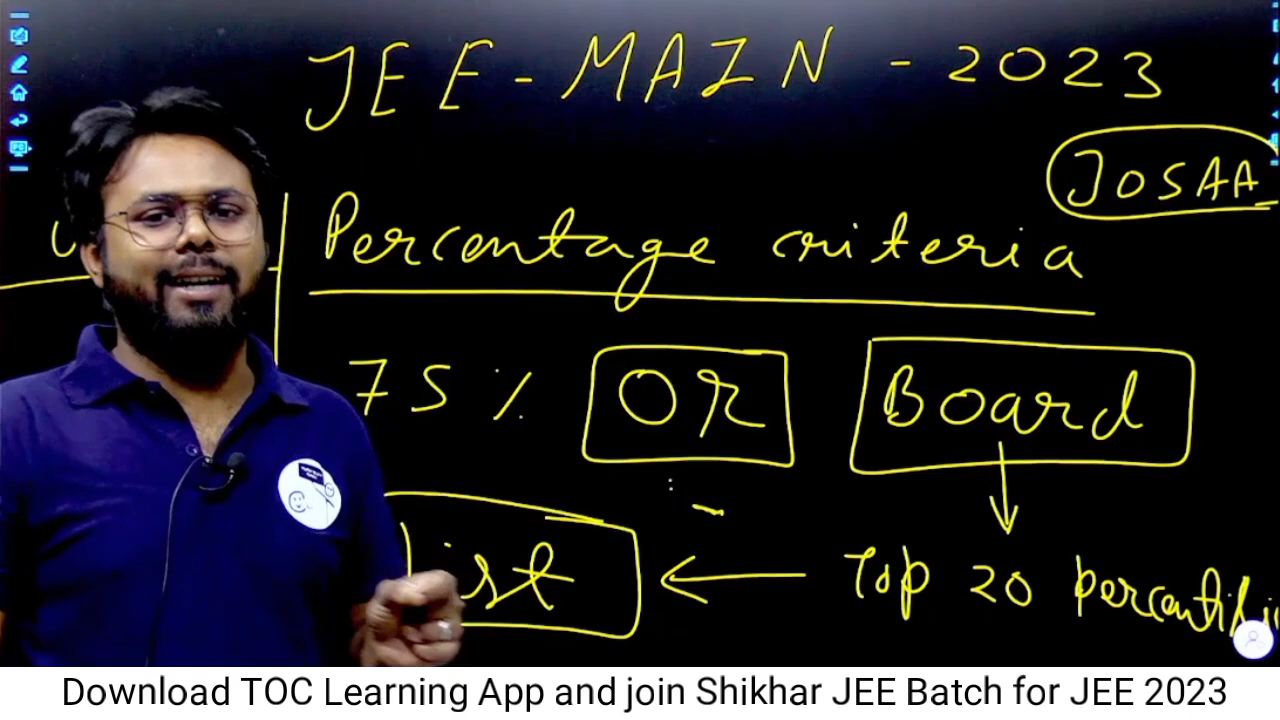 JEE - MAIN - 2023
JOSAA
Percentage criteria
75 % OR Board
Top 20 percentile
Download TOC Learning App and join Shikhar JEE Batch for JEE 2023